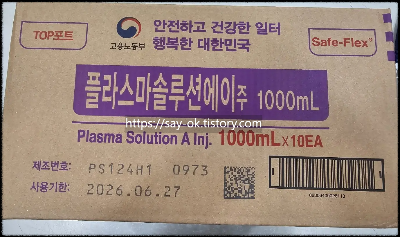 TOP포트
고용노동부
안전하고 건강한 일터
행복한 대한민국
Safe-Flex®
플라스마솔루션에이주 1000mL
https://say-ok.tistory.com
Plasma Solution A Inj. 1000mL x 10EA
제조번호: PS124H1 0973
사용기한: 2026.06.27